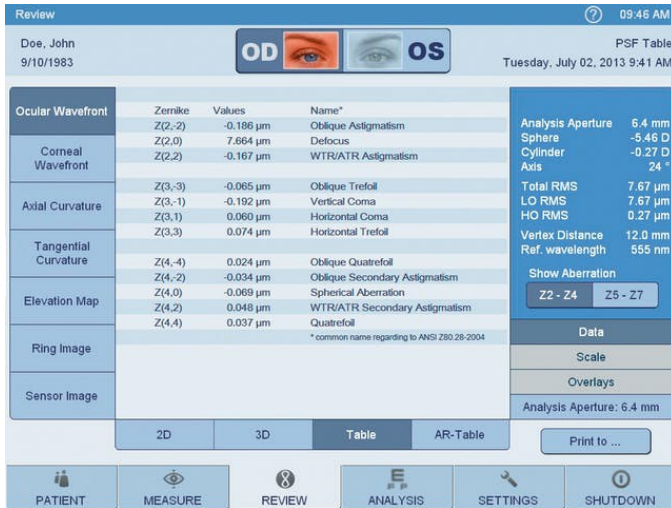 Review
09:46 AM
Doe, John
9/10/1983
OD
OS
PSF Table
Tuesday, July 02, 2013 9:41 AM
Ocular Wavefront
Corneal
Wavefront
Axial Curvature
Tangential
Curvature
Elevation Map
Ring Image
Sensor Image
Zernike Values Name*
Z(2,-2) -0.186 µm Oblique Astigmatism
Z(2,0) 7.664 µm Defocus
Z(2,2) -0.167 µm WTR/ATR Astigmatism
Z(3,-3) -0.065 µm Oblique Trefoil
Z(3,-1) -0.192 µm Vertical Coma
Z(3,1) 0.060 µm Horizontal Coma
Z(3,3) 0.074 µm Horizontal Trefoil
Z(4,-4) 0.024 µm Oblique Quatrefoil
Z(4,-2) -0.034 µm Oblique Secondary Astigmatism
Z(4,0) -0.069 µm Spherical Aberration
Z(4,2) 0.048 µm WTR/ATR Secondary Astigmatism
Z(4,4) 0.037 µm Quatrefoil
* common name regarding to ANSI Z80.28-2004
Analysis Aperture 6.4 mm
Sphere -5.46 D
Cylinder -0.27 D
Axis 24 °
Total RMS 7.67 µm
LO RMS 7.67 µm
HO RMS 0.27 µm
Vertex Distance 12.0 mm
Ref. wavelength 555 nm
Show Aberration
Z2 - Z4 Z5 - Z7
Data
Scale
Overlays
Analysis Aperture: 6.4 mm
2D 3D Table AR-Table
Print to ...
PATIENT MEASURE REVIEW ANALYSIS SETTINGS SHUTDOWN